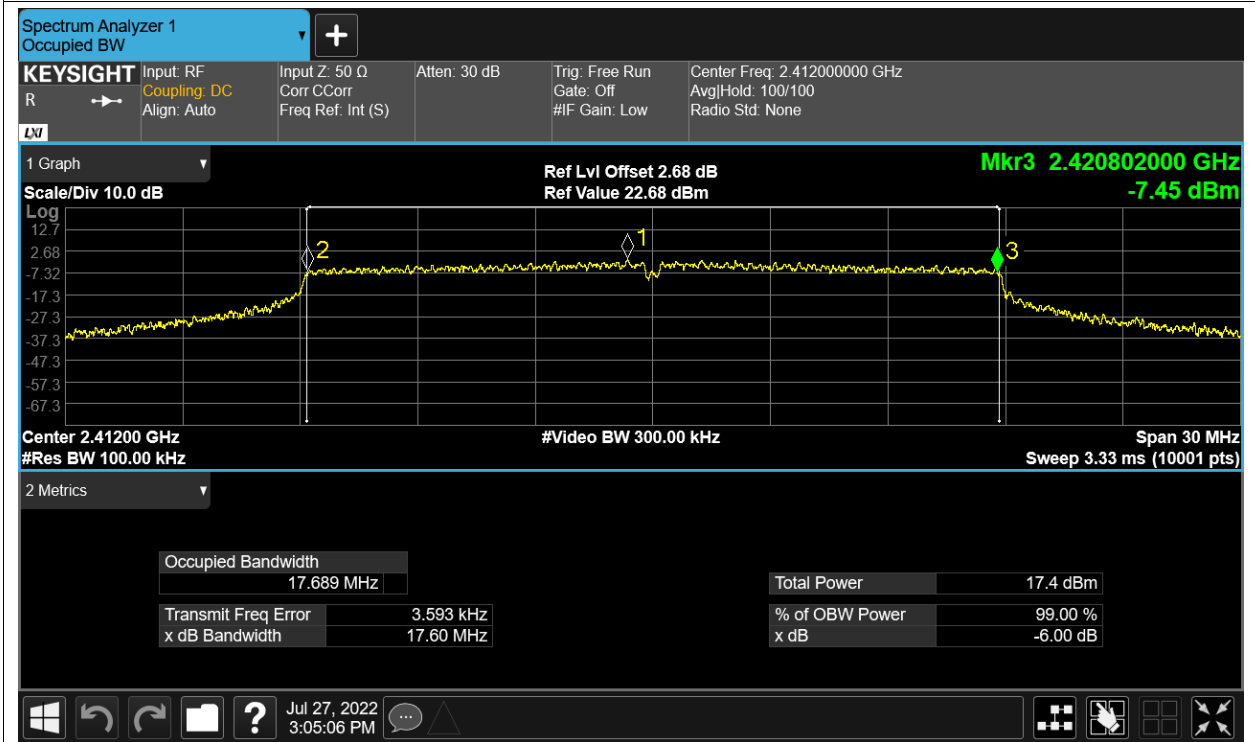 Spectrum Analyzer 1
Occupied BW
KEYSIGHT
R
LXI
Input: RF
Coupling: DC
Align: Auto
Input Z: 50 Ω
Corr CCorr
Freq Ref: Int (S)
Atten: 30 dB
Trig: Free Run
Gate: Off
#IF Gain: Low
Center Freq: 2.412000000 GHz
Avg|Hold: 100/100
Radio Std: None
1 Graph
Scale/Div 10.0 dB
Ref Lvl Offset 2.68 dB
Ref Value 22.68 dBm
Mkr3 2.420802000 GHz
-7.45 dBm
Log
12.7
2.68
-7.32
-17.3
-27.3
-37.3
-47.3
-57.3
-67.3
2
1
3
Center 2.41200 GHz
#Res BW 100.00 kHz
#Video BW 300.00 kHz
Span 30 MHz
Sweep 3.33 ms (10001 pts)
2 Metrics
Occupied Bandwidth
17.689 MHz
Transmit Freq Error 3.593 kHz
x dB Bandwidth 17.60 MHz
Total Power 17.4 dBm
% of OBW Power 99.00 %
x dB -6.00 dB
?
Jul 27, 2022
3:05:06 PM